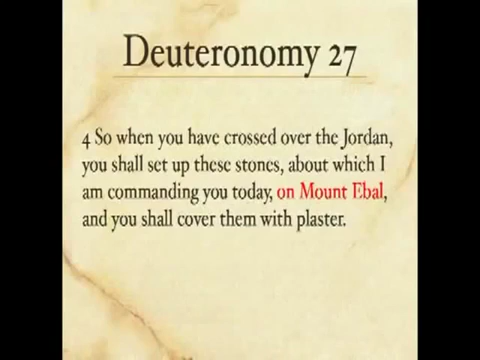 Deuteronomy 27
4 So when you have crossed over the Jordan,
you shall set up these stones, about which I
am commanding you today, on Mount Ebal,
and you shall cover them with plaster.